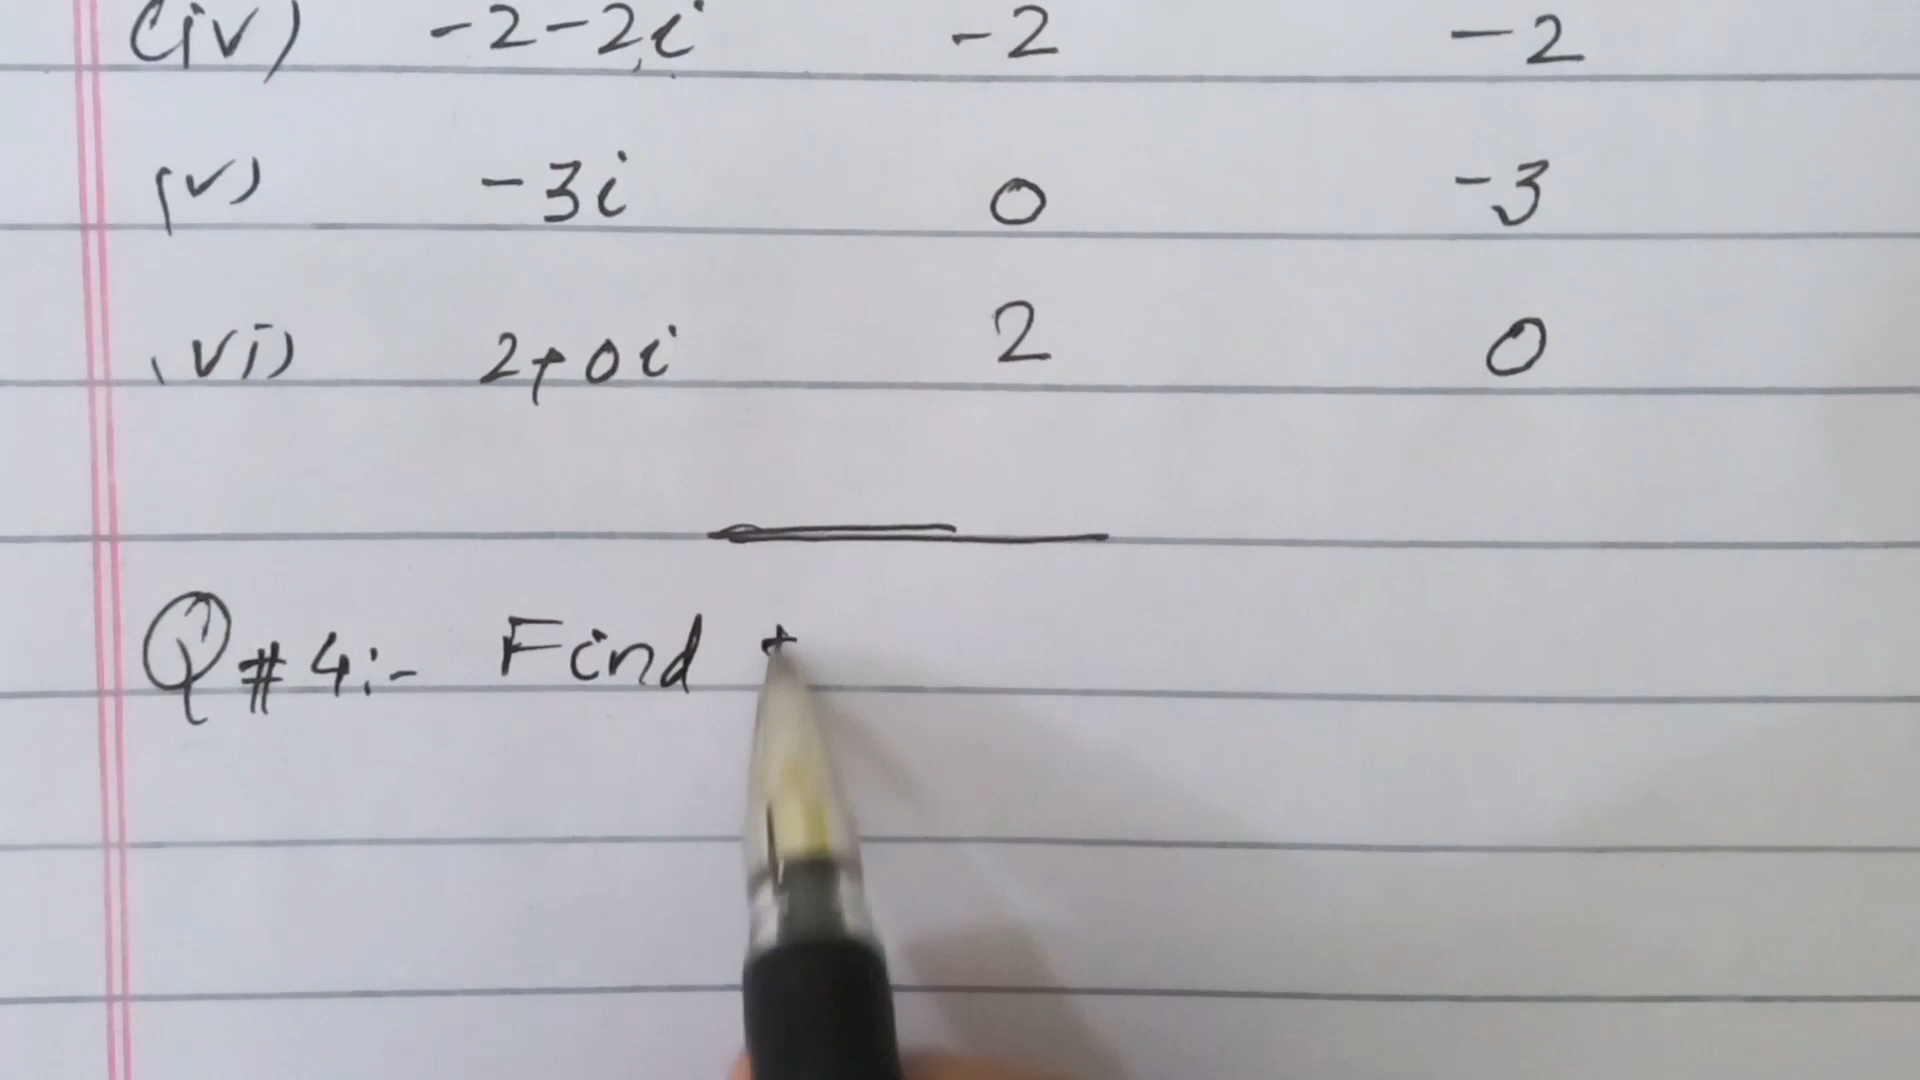 (iv) -2-2i -2 -2
(v) -3i 0 -3
(vi) 2+0i 2 0
Q#4:- Find